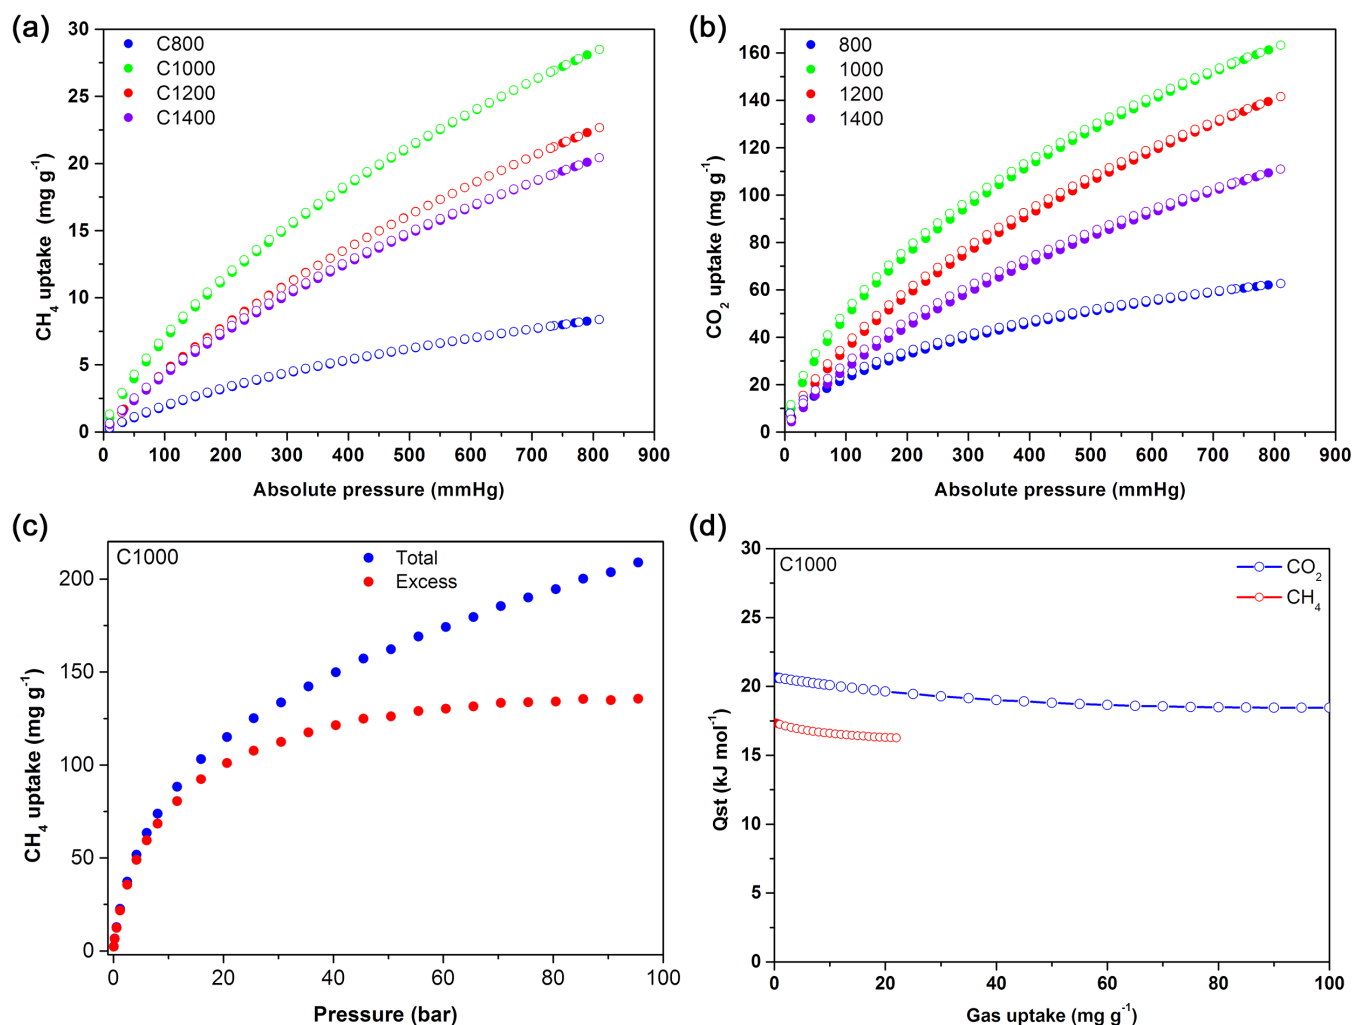 (a)
C800
C1000
C1200
C1400
CH₄ uptake (mg g⁻¹)
30
25
20
15
10
5
0
0 100 200 300 400 500 600 700 800 900
Absolute pressure (mmHg)
(b)
800
1000
1200
1400
CO₂ uptake (mg g⁻¹)
160
140
120
100
80
60
40
20
0
0 100 200 300 400 500 600 700 800 900
Absolute pressure (mmHg)
(c)
C1000
Total
Excess
CH₄ uptake (mg g⁻¹)
200
150
100
50
0
0 20 40 60 80 100
Pressure (bar)
(d)
C1000
CO₂
CH₄
Qst (kJ mol⁻¹)
30
25
20
15
10
5
0
0 20 40 60 80 100
Gas uptake (mg g⁻¹)